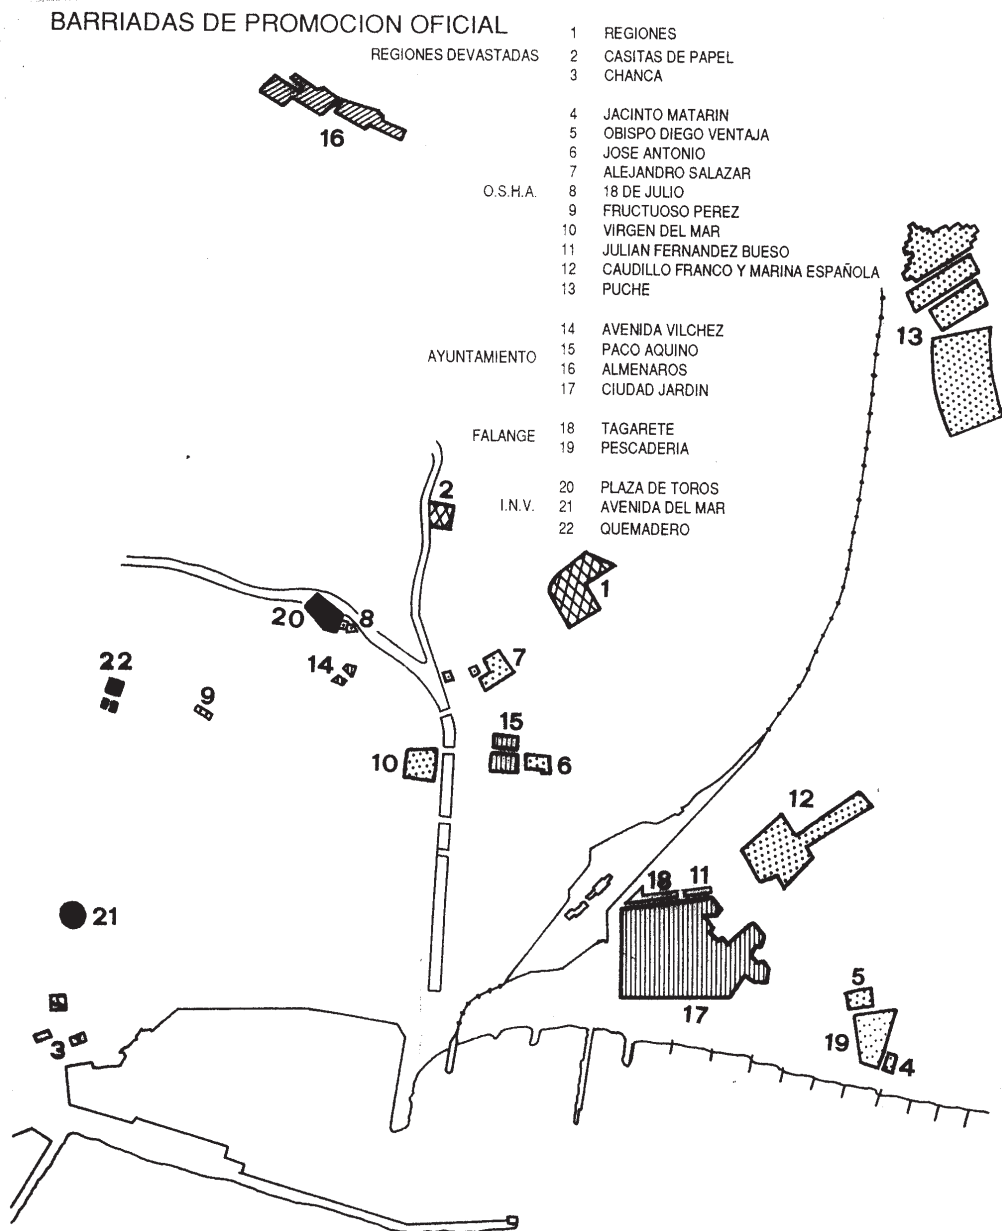 BARRIADAS DE PROMOCION OFICIAL
REGIONES DEVASTADAS
1 REGIONES
2 CASITAS DE PAPEL
3 CHANCA
O.S.H.A.
4 JACINTO MATARIN
5 OBISPO DIEGO VENTAJA
6 JOSE ANTONIO
7 ALEJANDRO SALAZAR
8 18 DE JULIO
9 FRUCTUOSO PEREZ
10 VIRGEN DEL MAR
11 JULIAN FERNANDEZ BUESO
12 CAUDILLO FRANCO Y MARINA ESPAÑOLA
13 PUCHE
AYUNTAMIENTO
14 AVENIDA VILCHEZ
15 PACO AQUINO
16 ALMENAROS
17 CIUDAD JARDIN
FALANGE
18 TAGARETE
19 PESCADERIA
I.N.V.
20 PLAZA DE TOROS
21 AVENIDA DEL MAR
22 QUEMADERO
16
13
2
1
20
8
22
14
7
9
15
10
6
12
18
11
21
17
5
3
19
4